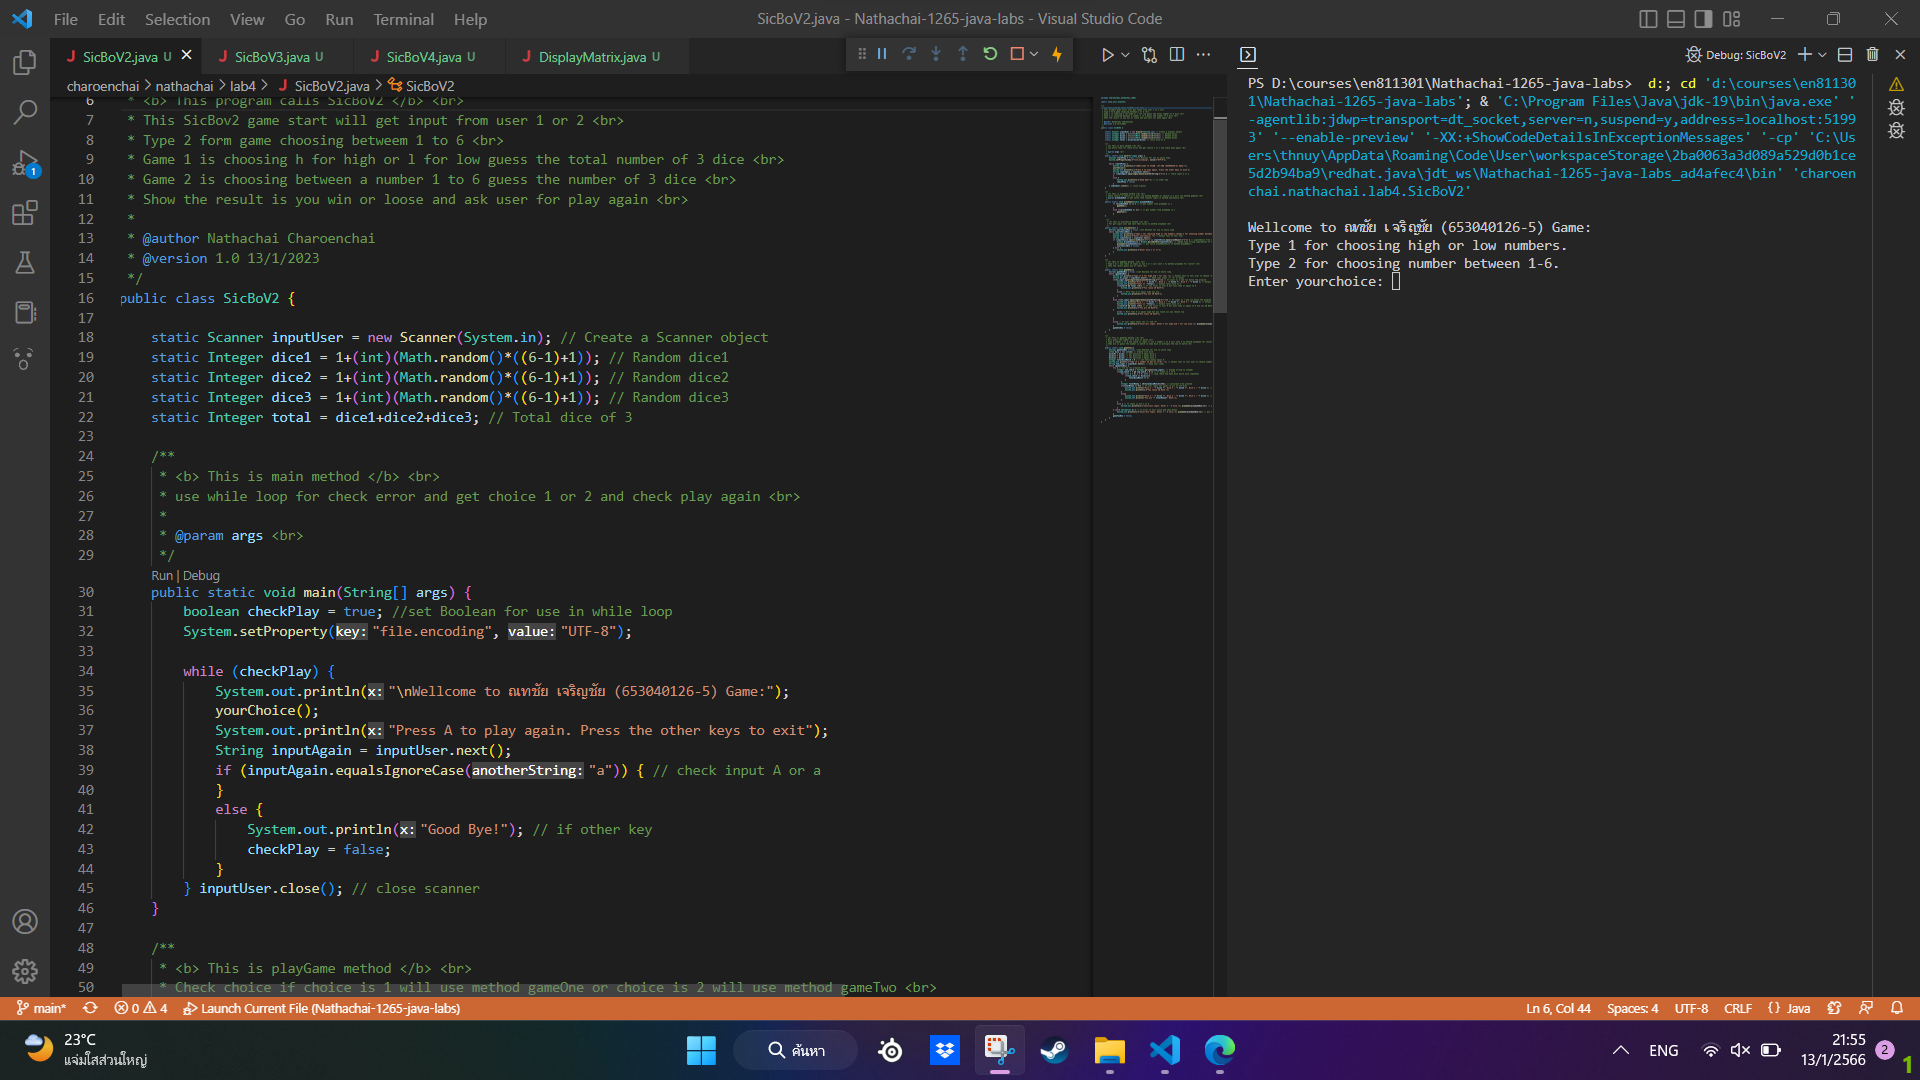 File Edit Selection View Go Run Terminal Help
SicBoV2.java - Nathachai-1265-java-labs - Visual Studio Code
SicBoV2.java U SicBoV3.java U SicBoV4.java U DisplayMatrix.java U
charoenchai > nathachai > lab4 > SicBoV2.java > SicBoV2
6 * <b> This program calls SicBoV2 </b> <br>
7 * This SicBov2 game start will get input from user 1 or 2 <br>
8 * Type 2 form game choosing betweem 1 to 6 <br>
9 * Game 1 is choosing h for high or l for low guess the total number of 3 dice <br>
10 * Game 2 is choosing between a number 1 to 6 guess the number of 3 dice <br>
11 * Show the result is you win or loose and ask user for play again <br>
12 *
13 * @author Nathachai Charoenchai
14 * @version 1.0 13/1/2023
15 */
16 public class SicBoV2 {
17
18 static Scanner inputUser = new Scanner(System.in); // Create a Scanner object
19 static Integer dice1 = 1+(int)(Math.random()*((6-1)+1)); // Random dice1
20 static Integer dice2 = 1+(int)(Math.random()*((6-1)+1)); // Random dice2
21 static Integer dice3 = 1+(int)(Math.random()*((6-1)+1)); // Random dice3
22 static Integer total = dice1+dice2+dice3; // Total dice of 3
23
24 /**
25 * <b> This is main method </b> <br>
26 * use while loop for check error and get choice 1 or 2 and check play again <br>
27 *
28 * @param args <br>
29 */
Run | Debug
30 public static void main(String[] args) {
31 boolean checkPlay = true; //set Boolean for use in while loop
32 System.setProperty(key: "file.encoding", value: "UTF-8");
33
34 while (checkPlay) {
35 System.out.println(x: "\nWellcome to ณทชัย เจริญชัย (653040126-5) Game:");
36 yourChoice();
37 System.out.println(x: "Press A to play again. Press the other keys to exit");
38 String inputAgain = inputUser.next();
39 if (inputAgain.equalsIgnoreCase(anotherString: "a")) { // check input A or a
40 }
41 else {
42 System.out.println(x: "Good Bye!"); // if other key
43 checkPlay = false;
44 }
45 } inputUser.close(); // close scanner
46 }
47
48 /**
49 * <b> This is playGame method </b> <br>
50 * Check choice if choice is 1 will use method gameOne or choice is 2 will use method gameTwo <br>
Debug: SicBoV2
PS D:\courses\en811301\Nathachai-1265-java-labs> d:; cd 'd:\courses\en81130
1\Nathachai-1265-java-labs'; & 'C:\Program Files\Java\jdk-19\bin\java.exe' '
-agentlib:jdwp=transport=dt_socket,server=n,suspend=y,address=localhost:5199
3' '--enable-preview' '-XX:+ShowCodeDetailsInExceptionMessages' '-cp' 'C:\Us
ers\thnuy\AppData\Roaming\Code\User\workspaceStorage\2ba0063a3d089a529d0b1ce
5d2b94ba9\redhat.java\jdt_ws\Nathachai-1265-java-labs_ad4afec4\bin' 'charoen
chai.nathachai.lab4.SicBoV2'
Wellcome to ณทชัย เจริญชัย (653040126-5) Game:
Type 1 for choosing high or low numbers.
Type 2 for choosing number between 1-6.
Enter yourchoice:
1
main* 0 4 Launch Current File (Nathachai-1265-java-labs)
Ln 6, Col 44 Spaces: 4 UTF-8 CRLF {} Java
23°C
แจ่มใสส่วนใหญ่
ค้นหา
ENG
21:55
13/1/2566
2
1